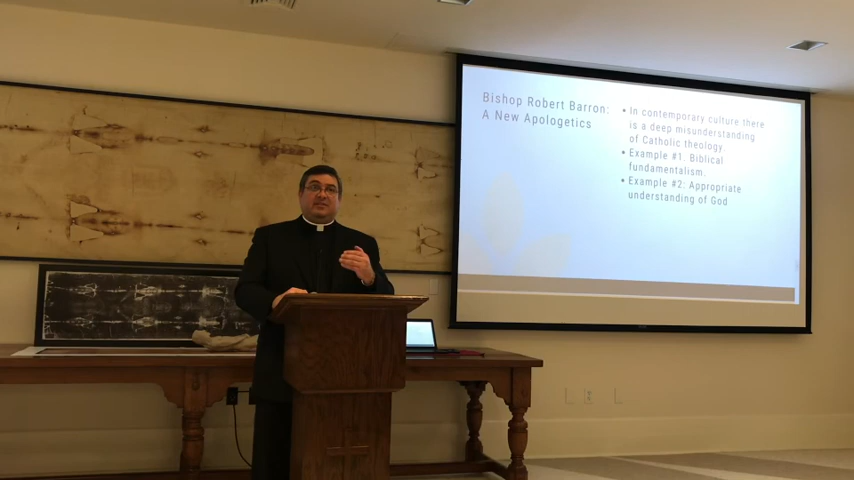 Bishop Robert Barron:
A New Apologetics
• In contemporary culture there
is a deep misunderstanding
of Catholic theology.
• Example #1. Biblical
fundamentalism.
• Example #2: Appropriate
understanding of God